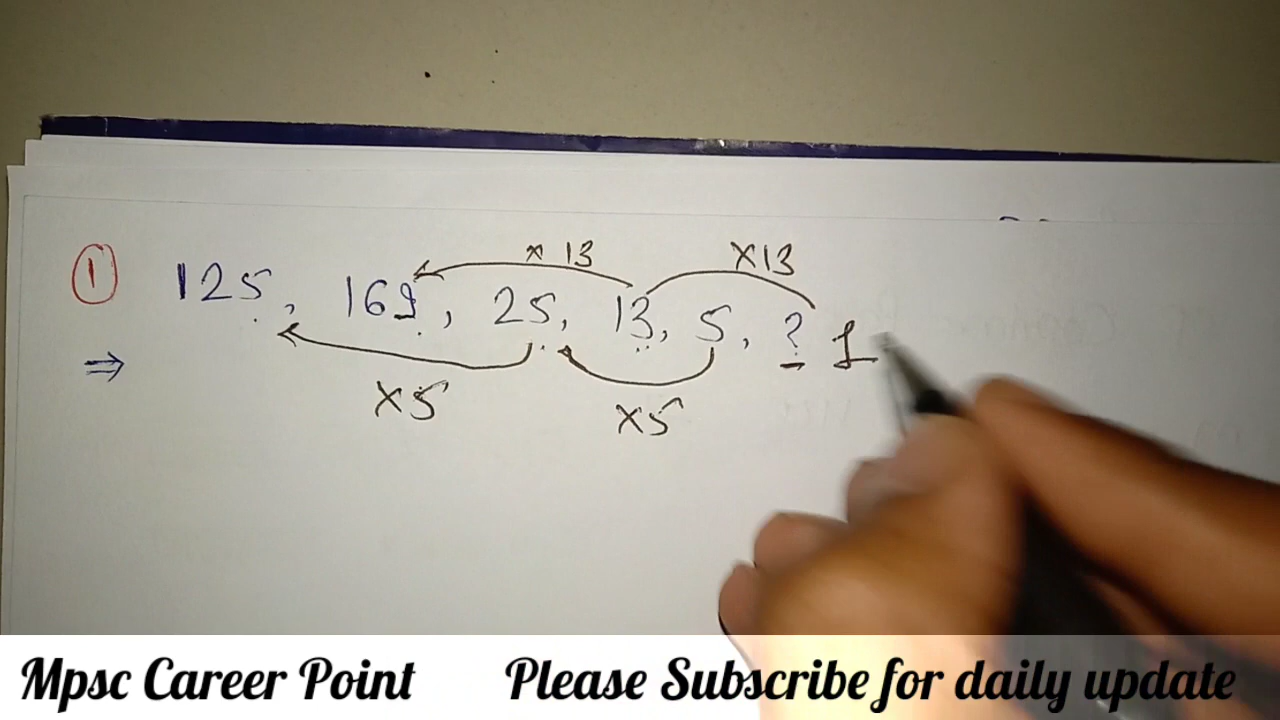 × 13 ×13
① 125, 169, 25, 13, 5, ? 1
⇒
×5 ×5
Mpsc Career Point Please Subscribe for daily update